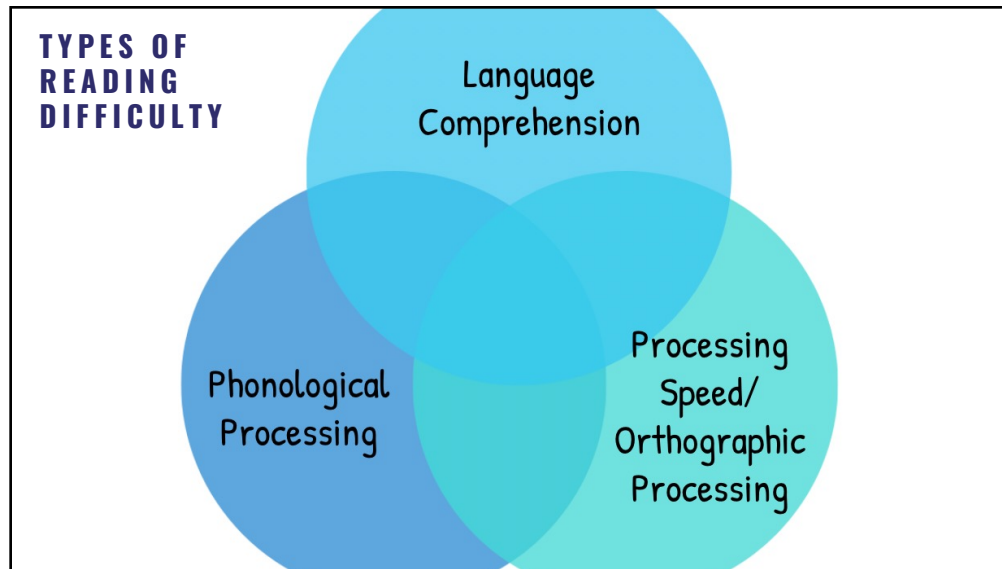 TYPES OF
READING
DIFFICULTY
Language
Comprehension
Phonological
Processing
Processing
Speed/
Orthographic
Processing